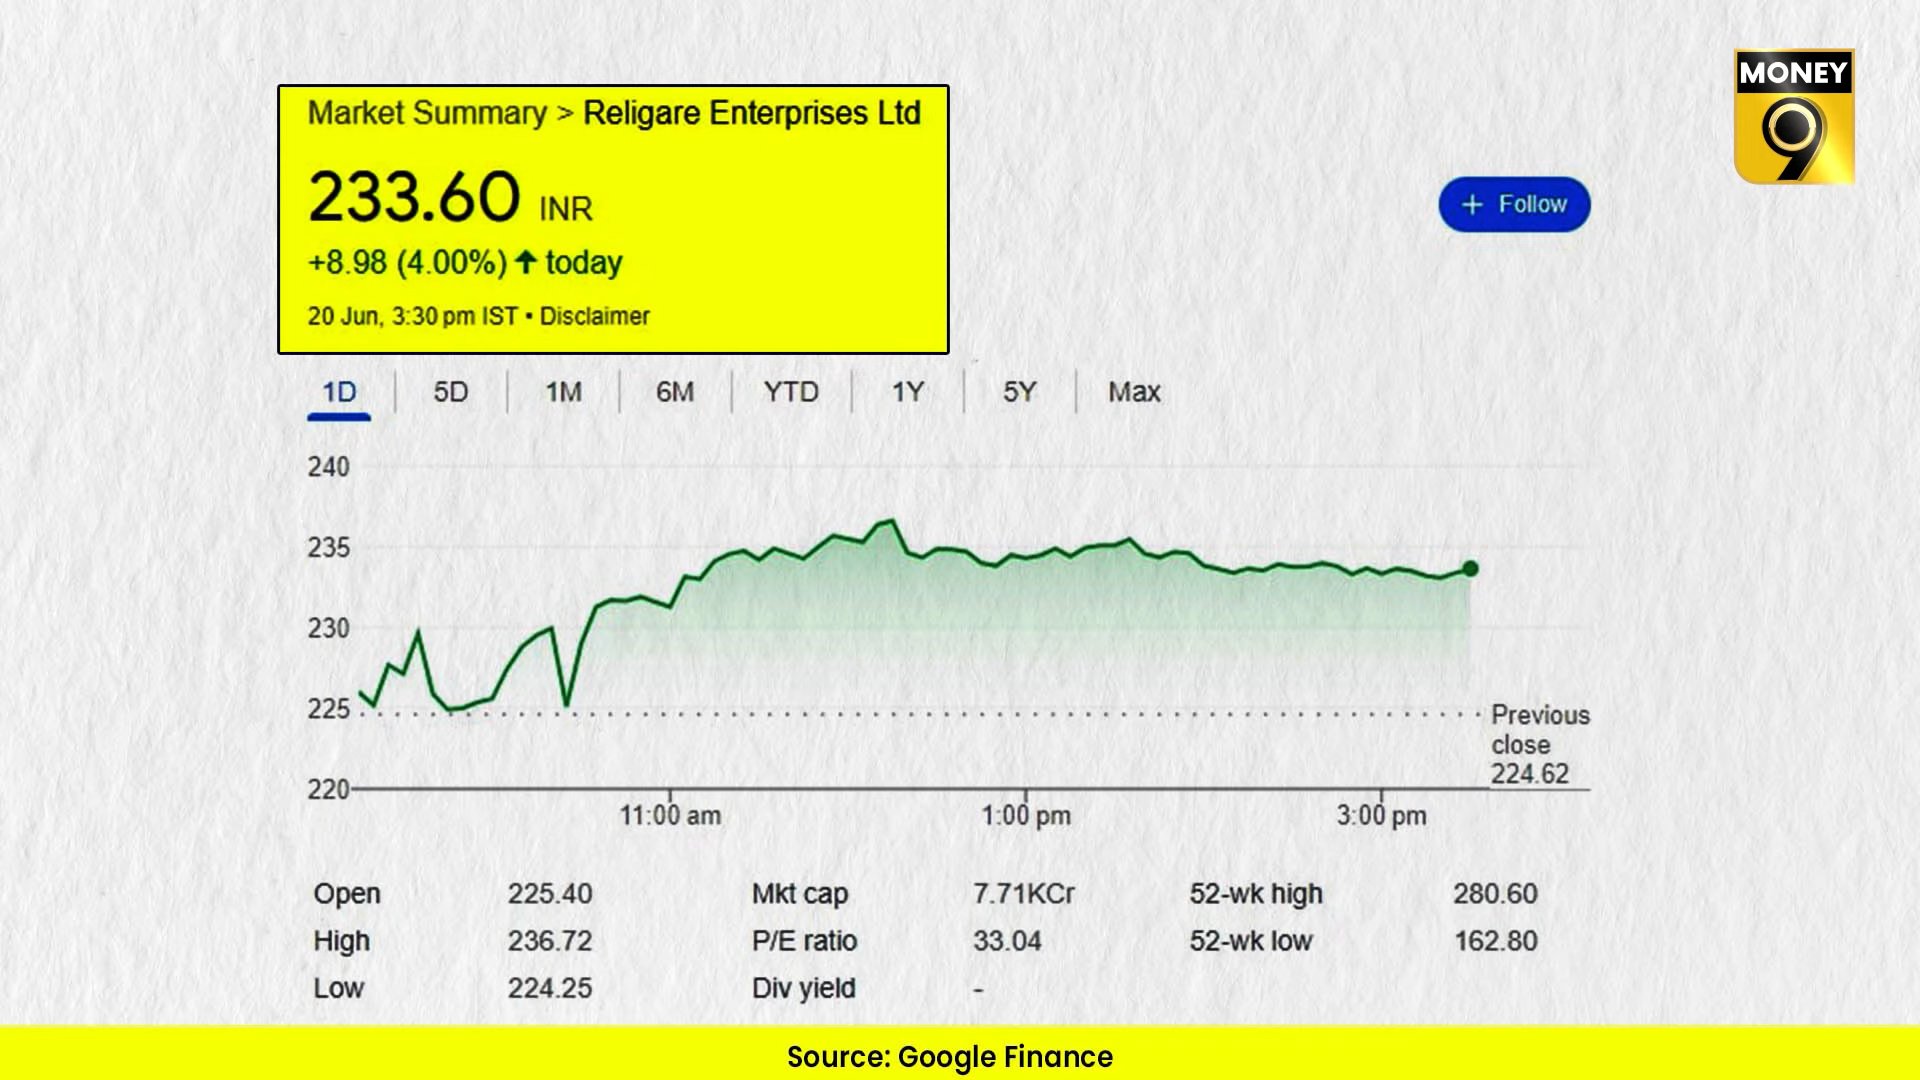 MONEY
9
Market Summary > Religare Enterprises Ltd
233.60 INR
+8.98 (4.00%) ↑ today
20 Jun, 3:30 pm IST • Disclaimer
+ Follow
1D 5D 1M 6M YTD 1Y 5Y Max
240
235
230
225
220
Previous
close
224.62
11:00 am 1:00 pm 3:00 pm
Open 225.40 Mkt cap 7.71KCr 52-wk high 280.60
High 236.72 P/E ratio 33.04 52-wk low 162.80
Low 224.25 Div yield -
Source: Google Finance